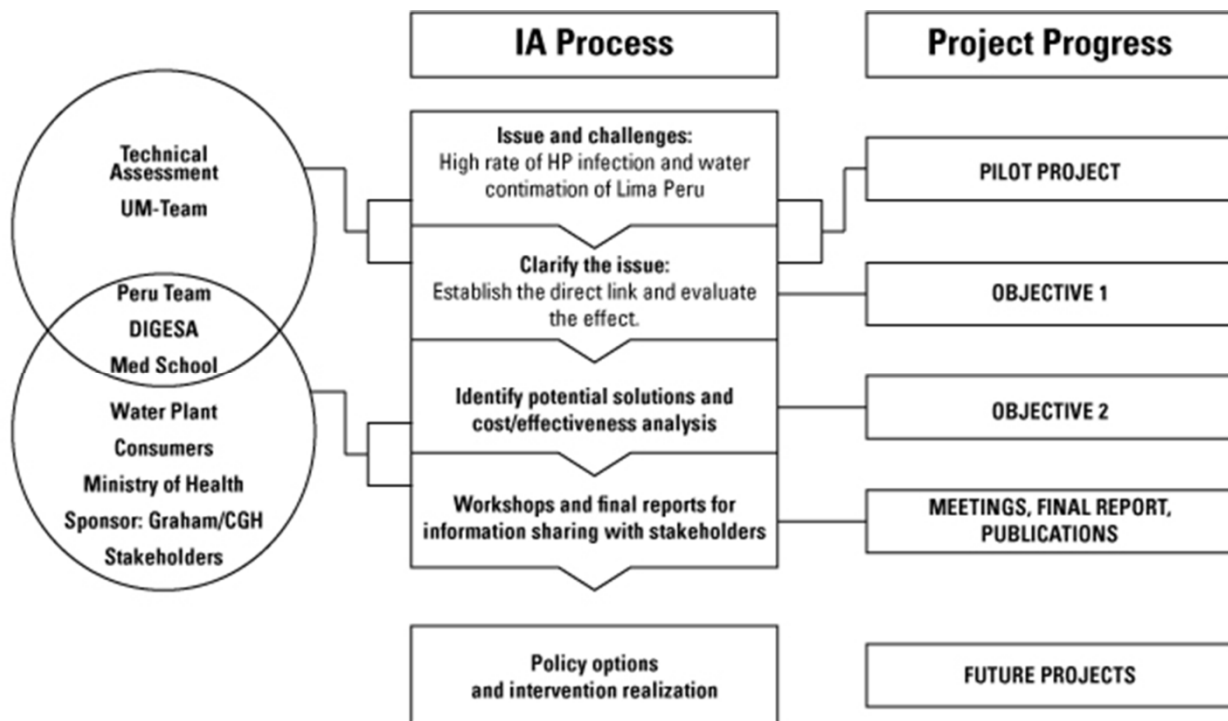 IA Process
Project Progress
Technical
Assessment
UM-Team
Peru Team
DIGESA
Med School
Water Plant
Consumers
Ministry of Health
Sponsor: Graham/CGH
Stakeholders
Issue and challenges:
High rate of HP infection and water
contimation of Lima Peru
Clarify the issue:
Establish the direct link and evaluate
the effect.
Identify potential solutions and
cost/effectiveness analysis
Workshops and final reports for
information sharing with stakeholders
Policy options
and intervention realization
PILOT PROJECT
OBJECTIVE 1
OBJECTIVE 2
MEETINGS, FINAL REPORT,
PUBLICATIONS
FUTURE PROJECTS